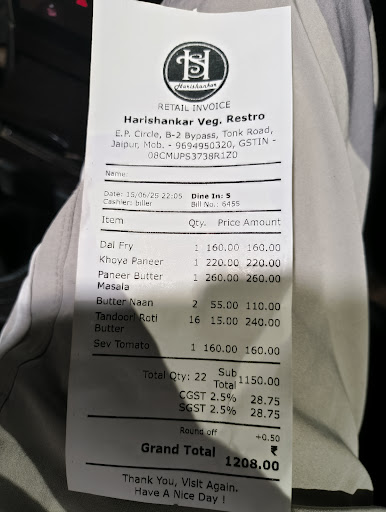 HS
Harishankar
RETAIL INVOICE
Harishankar Veg. Restro
E.P. Circle, B-2 Bypass, Tonk Road,
Jaipur, Mob. - 9694950320, GSTIN -
08CMUPS3738R1Z0
Name:
Date: 15/06/25 22:05 Dine In: S
Cashier: biller Bill No.: 6455
Item Qty. Price Amount
Dal Fry 1 160.00 160.00
Khoya Paneer 1 220.00 220.00
Paneer Butter 1 260.00 260.00
Masala
Butter Naan 2 55.00 110.00
Tandoori Roti 16 15.00 240.00
Butter
Sev Tomato 1 160.00 160.00
Total Qty: 22 Sub Total 1150.00
CGST 2.5% 28.75
SGST 2.5% 28.75
Round off +0.50
Grand Total ₹ 1208.00
Thank You, Visit Again.
Have A Nice Day !